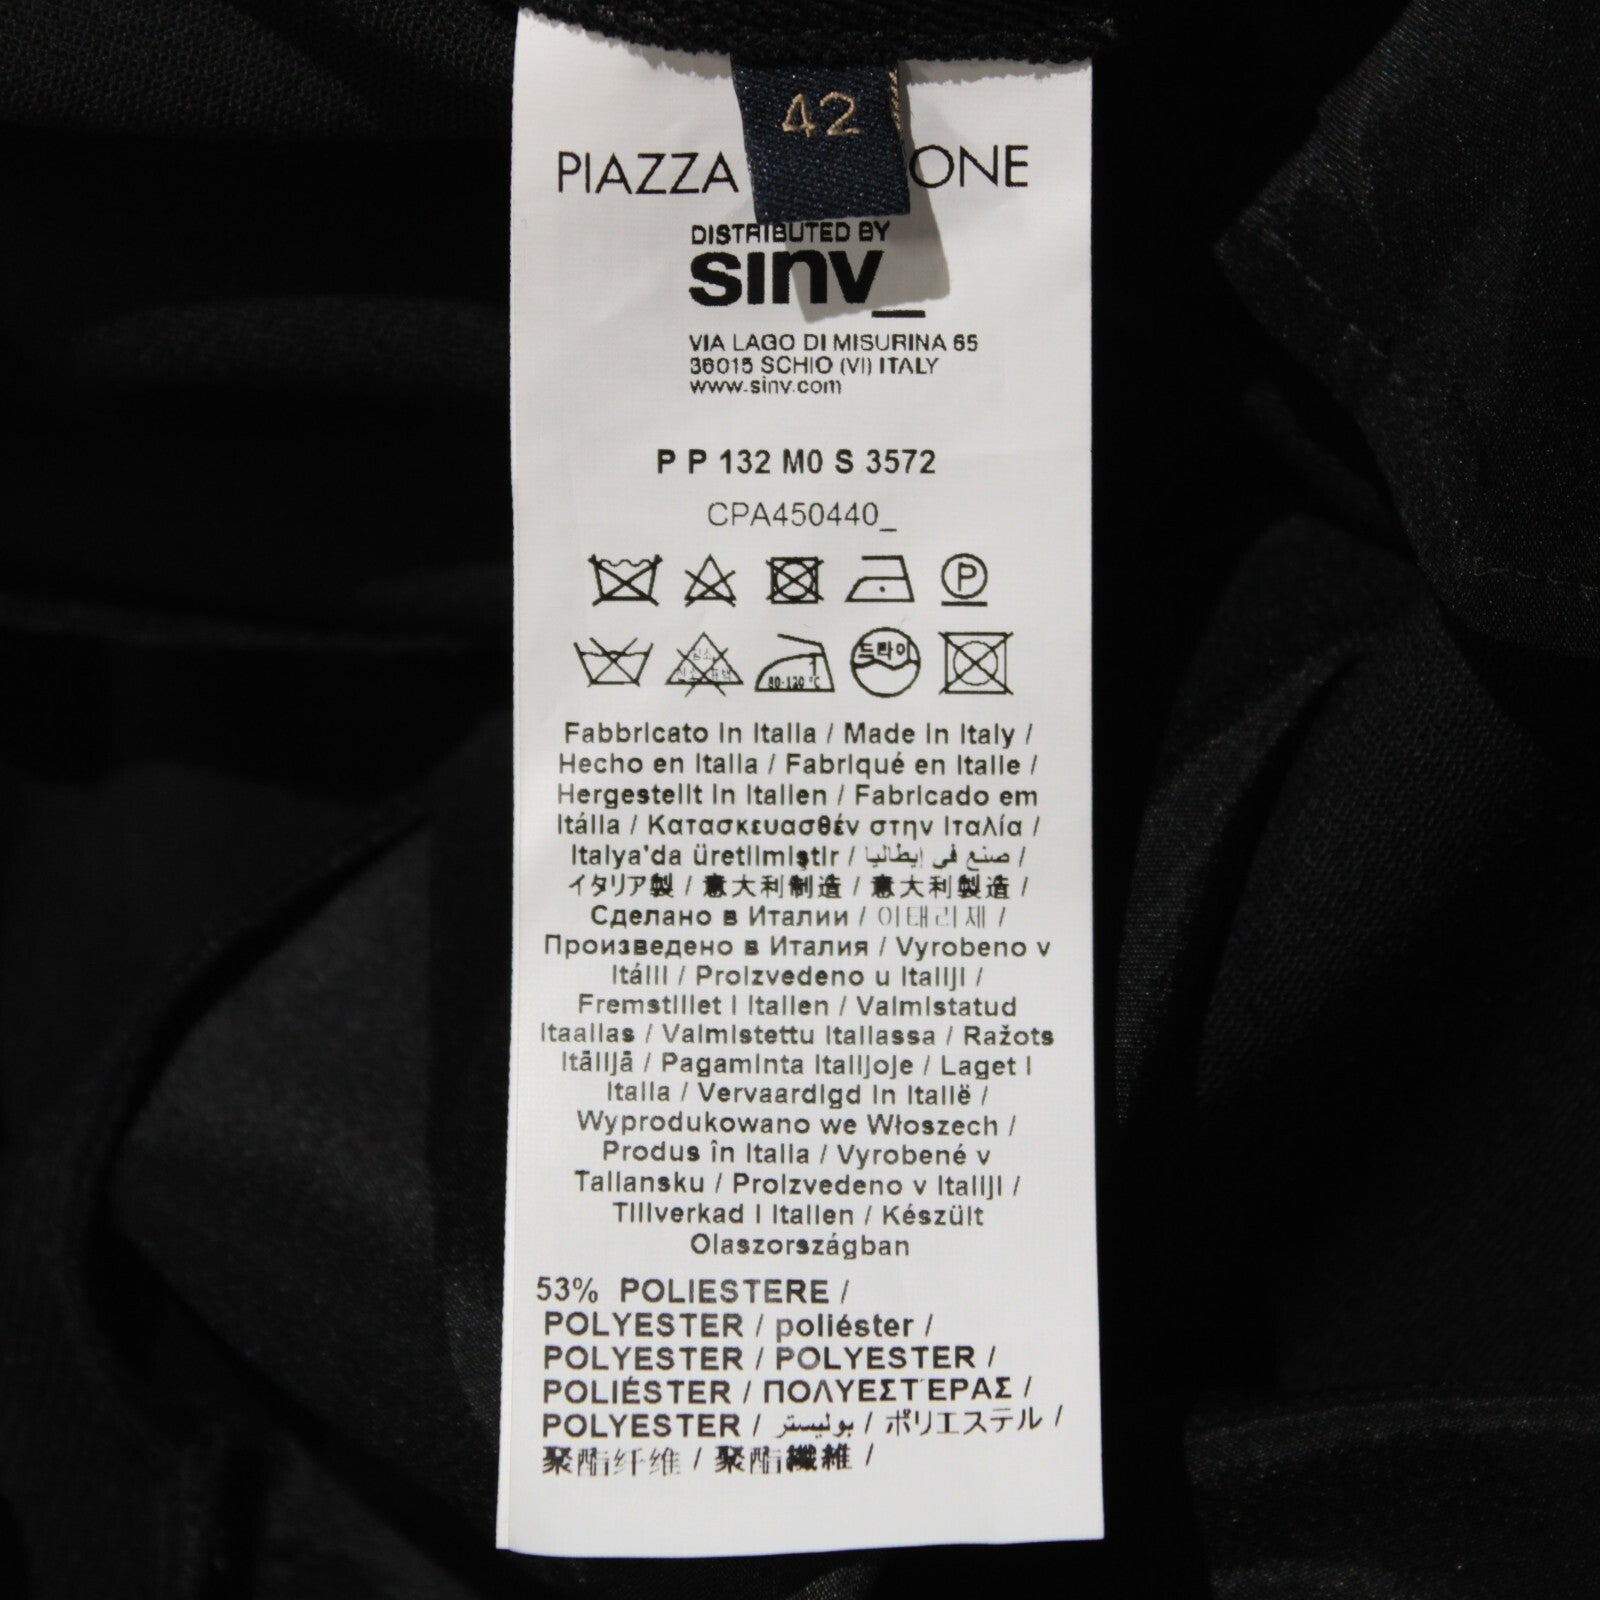 42
PIAZZA ONE
DISTRIBUTED BY
sinv_
VIA LAGO DI MISURINA 65
36015 SCHIO (VI) ITALY
www.sinv.com
P P 132 M0 S 3572
CPA450440_
P
드라이
80-120 °C
Fabbricato in Italia / Made in Italy /
Hecho en Italia / Fabriqué en Italie /
Hergestellt in Italien / Fabricado em
Itália / Κατασκευασθέν στην Ιταλία /
Italya'da üretilmiştir / صنع في إيطاليا /
イタリア製 / 意大利制造 / 意大利製造 /
Сделано в Италии / 이태리제 /
Произведено в Италия / Vyrobeno v
Itálii / Proizvedeno u Italiji /
Fremstillet i Italien / Valmistatud
Itaalias / Valmistettu Italiassa / Ražots
Itālijā / Pagaminta Italijoje / Laget i
Italia / Vervaardigd in Italië /
Wyprodukowano we Włoszech /
Produs în Italia / Vyrobené v
Taliansku / Proizvedeno v Italiji /
Tillverkad i Italien / Készült
Olaszországban
53% POLIESTERE /
POLYESTER / poliéster /
POLYESTER / POLYESTER /
POLIÉSTER / ΠΟΛΥΕΣΤΈΡΑΣ /
POLYESTER / بوليستر / ポリエステル /
聚酯纤维 / 聚酯纖維 /